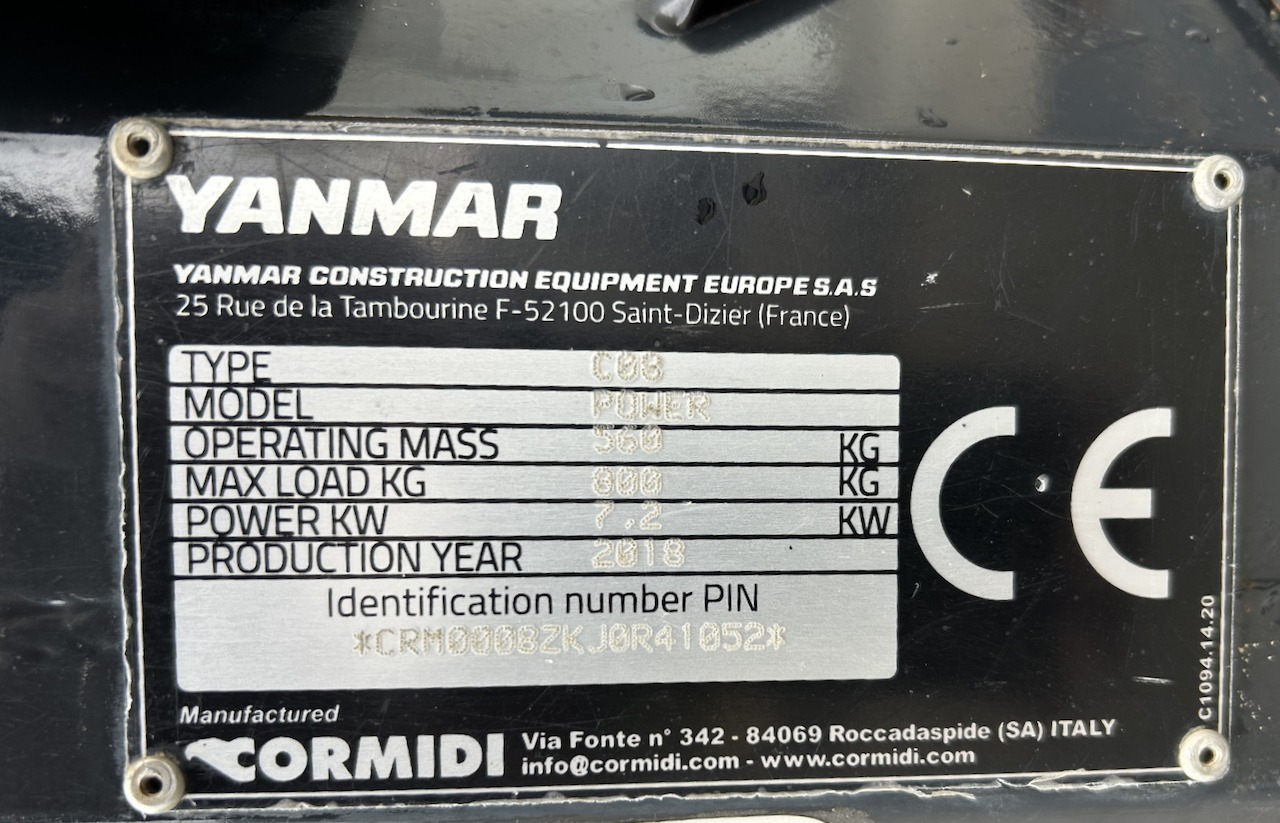 YANMAR
YANMAR CONSTRUCTION EQUIPMENT EUROPE S.A.S
25 Rue de la Tambourine F-52100 Saint-Dizier (France)
TYPE C08
MODEL POWER
OPERATING MASS 560 KG
MAX LOAD KG 800 KG
POWER KW 7.2 KW
PRODUCTION YEAR 2018
Identification number PIN
*CRM0008ZKJ0R41052*
CE
C1094.14.20
Manufactured
CORMIDI
Via Fonte n° 342 - 84069 Roccadaspide (SA) ITALY
info@cormidi.com - www.cormidi.com